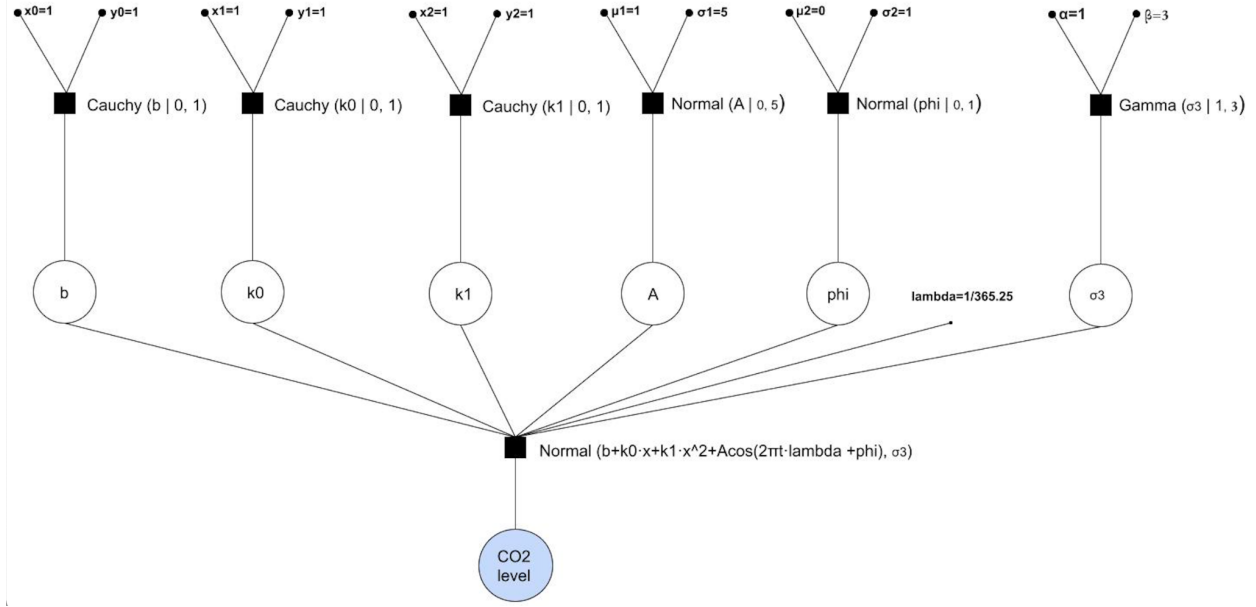 x0=1 y0=1 x1=1 y1=1 x2=1 y2=1 μ1=1 σ1=5 μ2=0 σ2=1 α=1 β=3
Cauchy (b | 0, 1) Cauchy (k0 | 0, 1) Cauchy (k1 | 0, 1) Normal (A | 0, 5) Normal (phi | 0, 1) Gamma (σ3 | 1, 3)
b k0 k1 A phi lambda=1/365.25 σ3
Normal (b+k0·x+k1·x^2+Acos(2πt·lambda +phi), σ3)
CO2
level